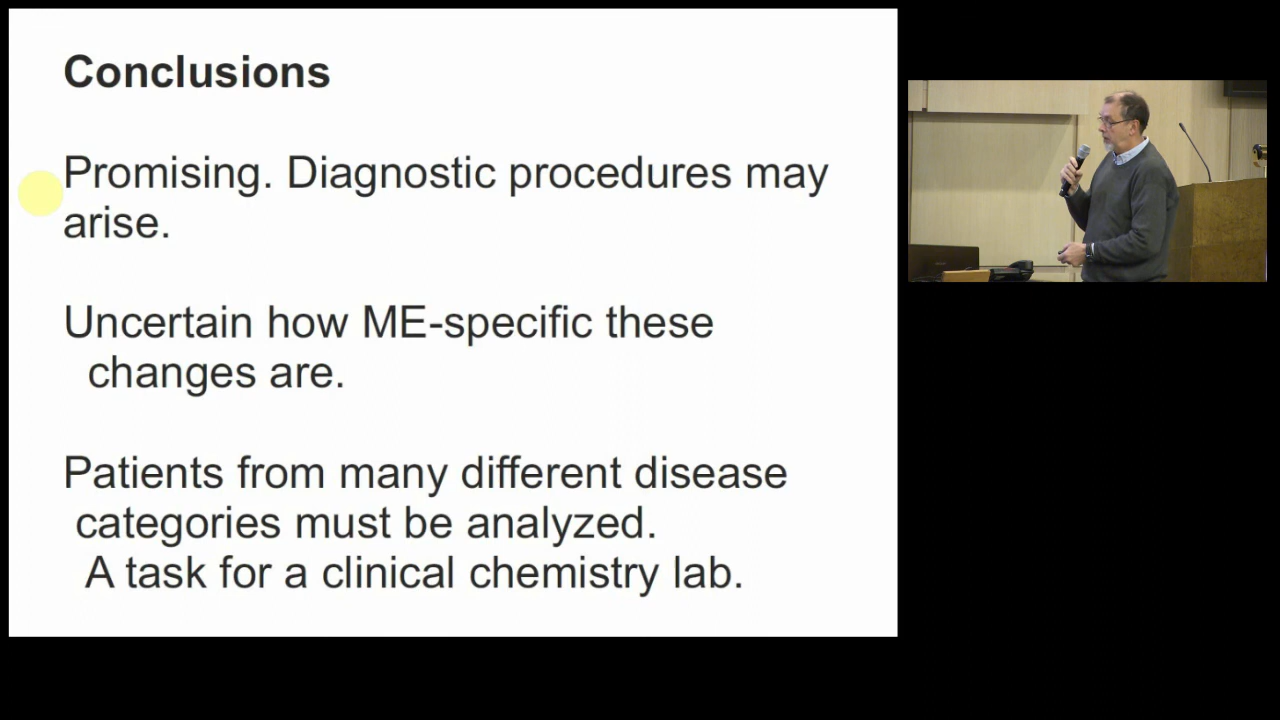 Conclusions
Promising. Diagnostic procedures may
arise.
Uncertain how ME-specific these
changes are.
Patients from many different disease
categories must be analyzed.
A task for a clinical chemistry lab.